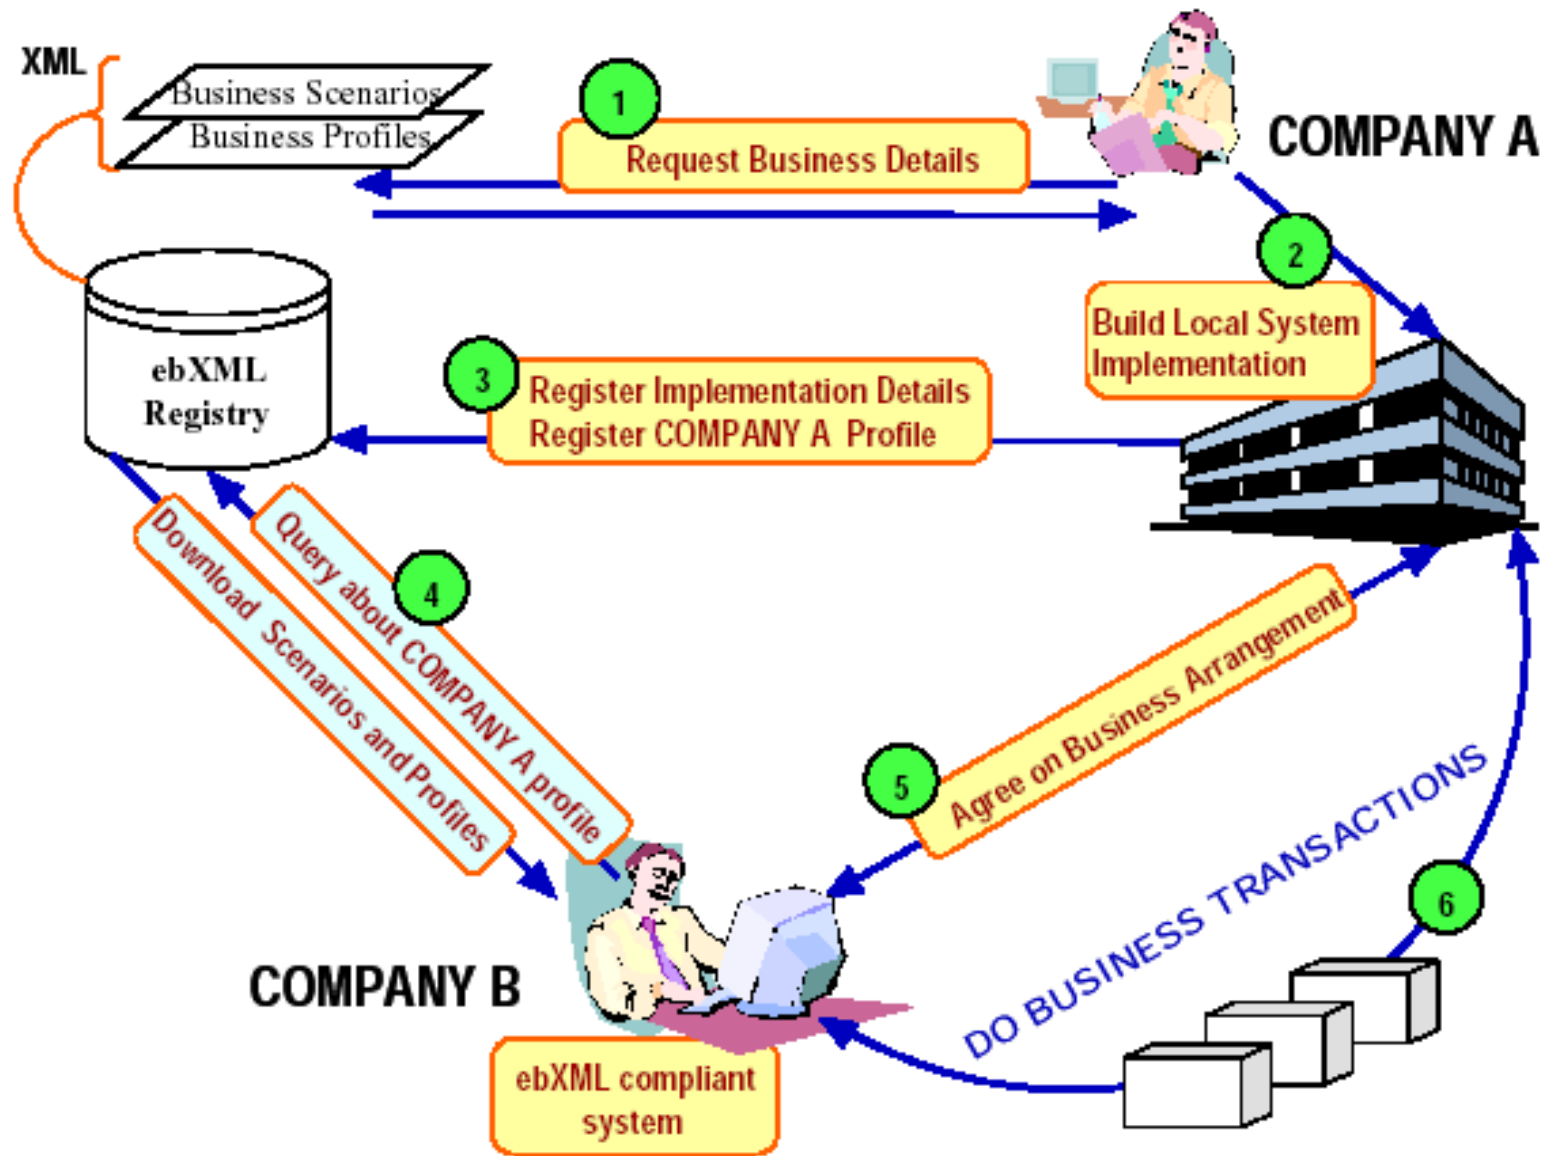 XML
Business Scenarios
Business Profiles
1
Request Business Details
COMPANY A
2
Build Local System
Implementation
ebXML
Registry
3
Register Implementation Details
Register COMPANY A Profile
4
Query about COMPANY A profile
Download Scenarios and Profiles
5
Agree on Business Arrangement
DO BUSINESS TRANSACTIONS
6
COMPANY B
ebXML compliant
system